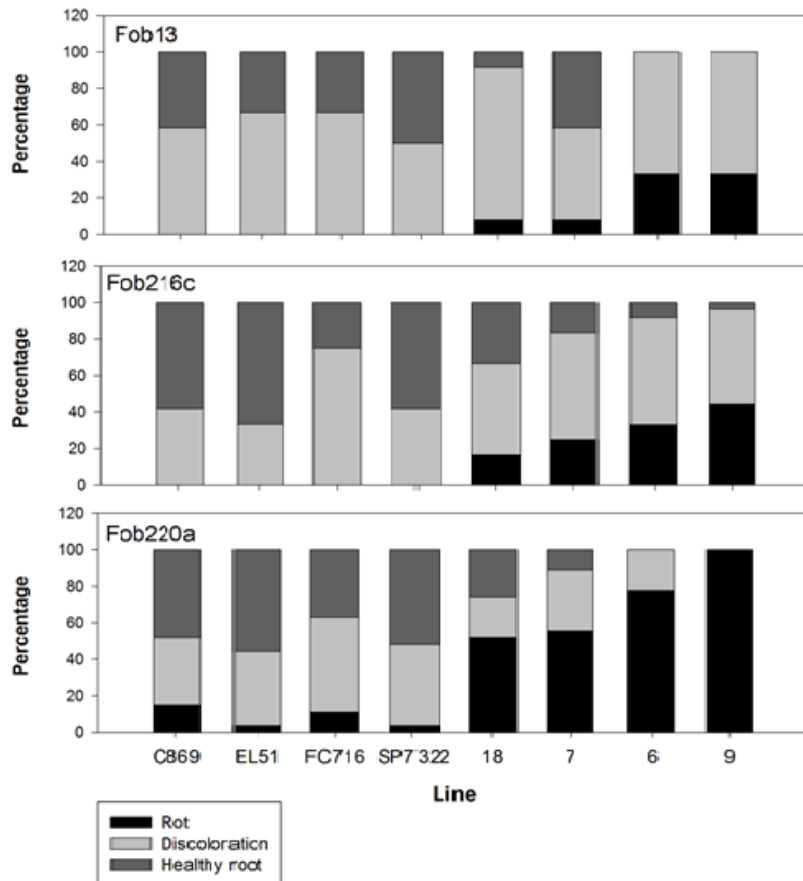 120
Fob13
100
80
60
40
20
0
Percentage
120
Fob216c
100
80
60
40
20
0
Percentage
120
Fob220a
100
80
60
40
20
0
Percentage
C869 EL51 FC716 SP7322 18 7 6 9
Line
Rot
Discoloration
Healthy root